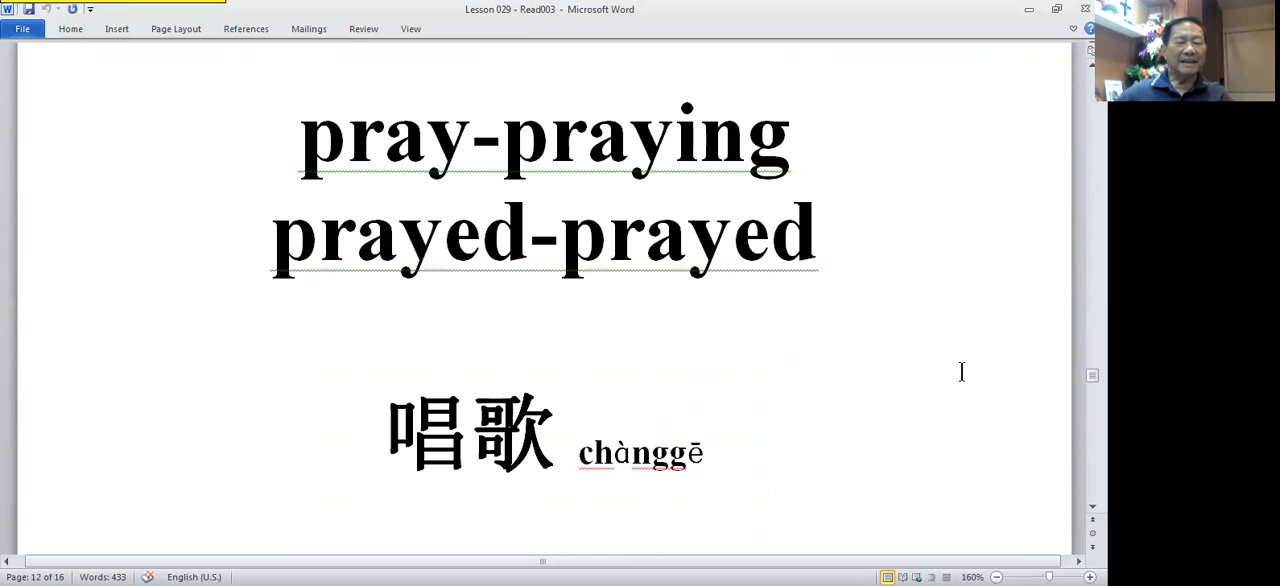 Lesson 029 - Read003 - Microsoft Word
File Home Insert Page Layout References Mailings Review View
pray-praying
prayed-prayed
唱歌 chànggē
Page: 12 of 16 Words: 433 English (U.S.) 160%